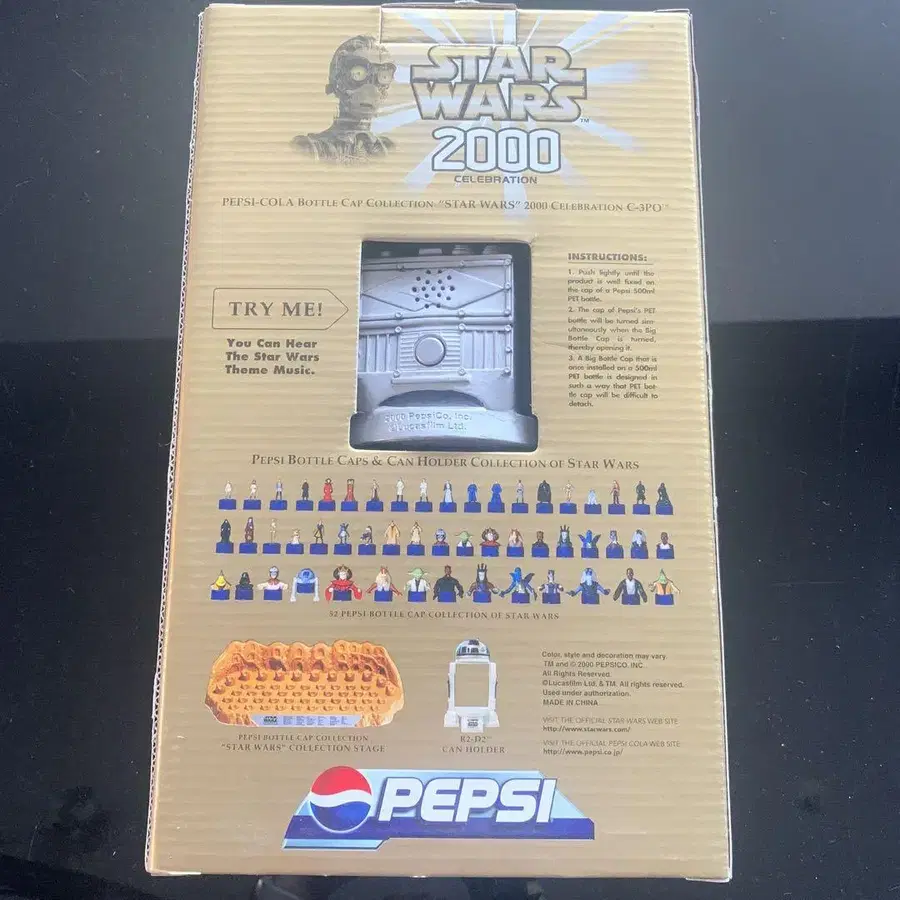 STAR
WARS™
2000
CELEBRATION
PEPSI-COLA BOTTLE CAP COLLECTION "STAR WARS" 2000 CELEBRATION C-3PO™
TRY ME!
You Can Hear
The Star Wars
Theme Music.
INSTRUCTIONS:
1. Push lightly until the
product is well fixed on
the cap of a Pepsi 500ml
PET bottle.
2. The cap of Pepsi's PET
bottle will be turned sim-
ultaneously when the Big
Bottle Cap is turned,
thereby opening it.
3. A Big Bottle Cap that is
once installed on a 500ml
PET bottle is designed in
such a way that PET bot-
tle cap will be difficult to
detach.
2000 PepsiCo, Inc.
©Lucasfilm Ltd.
PEPSI BOTTLE CAPS & CAN HOLDER COLLECTION OF STAR WARS
52 PEPSI BOTTLE CAP COLLECTION OF STAR WARS
PEPSI BOTTLE CAP COLLECTION
"STAR WARS" COLLECTION STAGE
R2-D2™
CAN HOLDER
Color, style and decoration may vary.
TM and © 2000 PEPSICO, INC.
All Rights Reserved.
©Lucasfilm Ltd. & TM. All rights reserved.
Used under authorization.
MADE IN CHINA
VISIT THE OFFICIAL STAR WARS WEB SITE
http://www.starwars.com/
VISIT THE OFFICIAL PEPSI COLA WEB SITE
http://www.pepsi.co.jp/
PEPSI